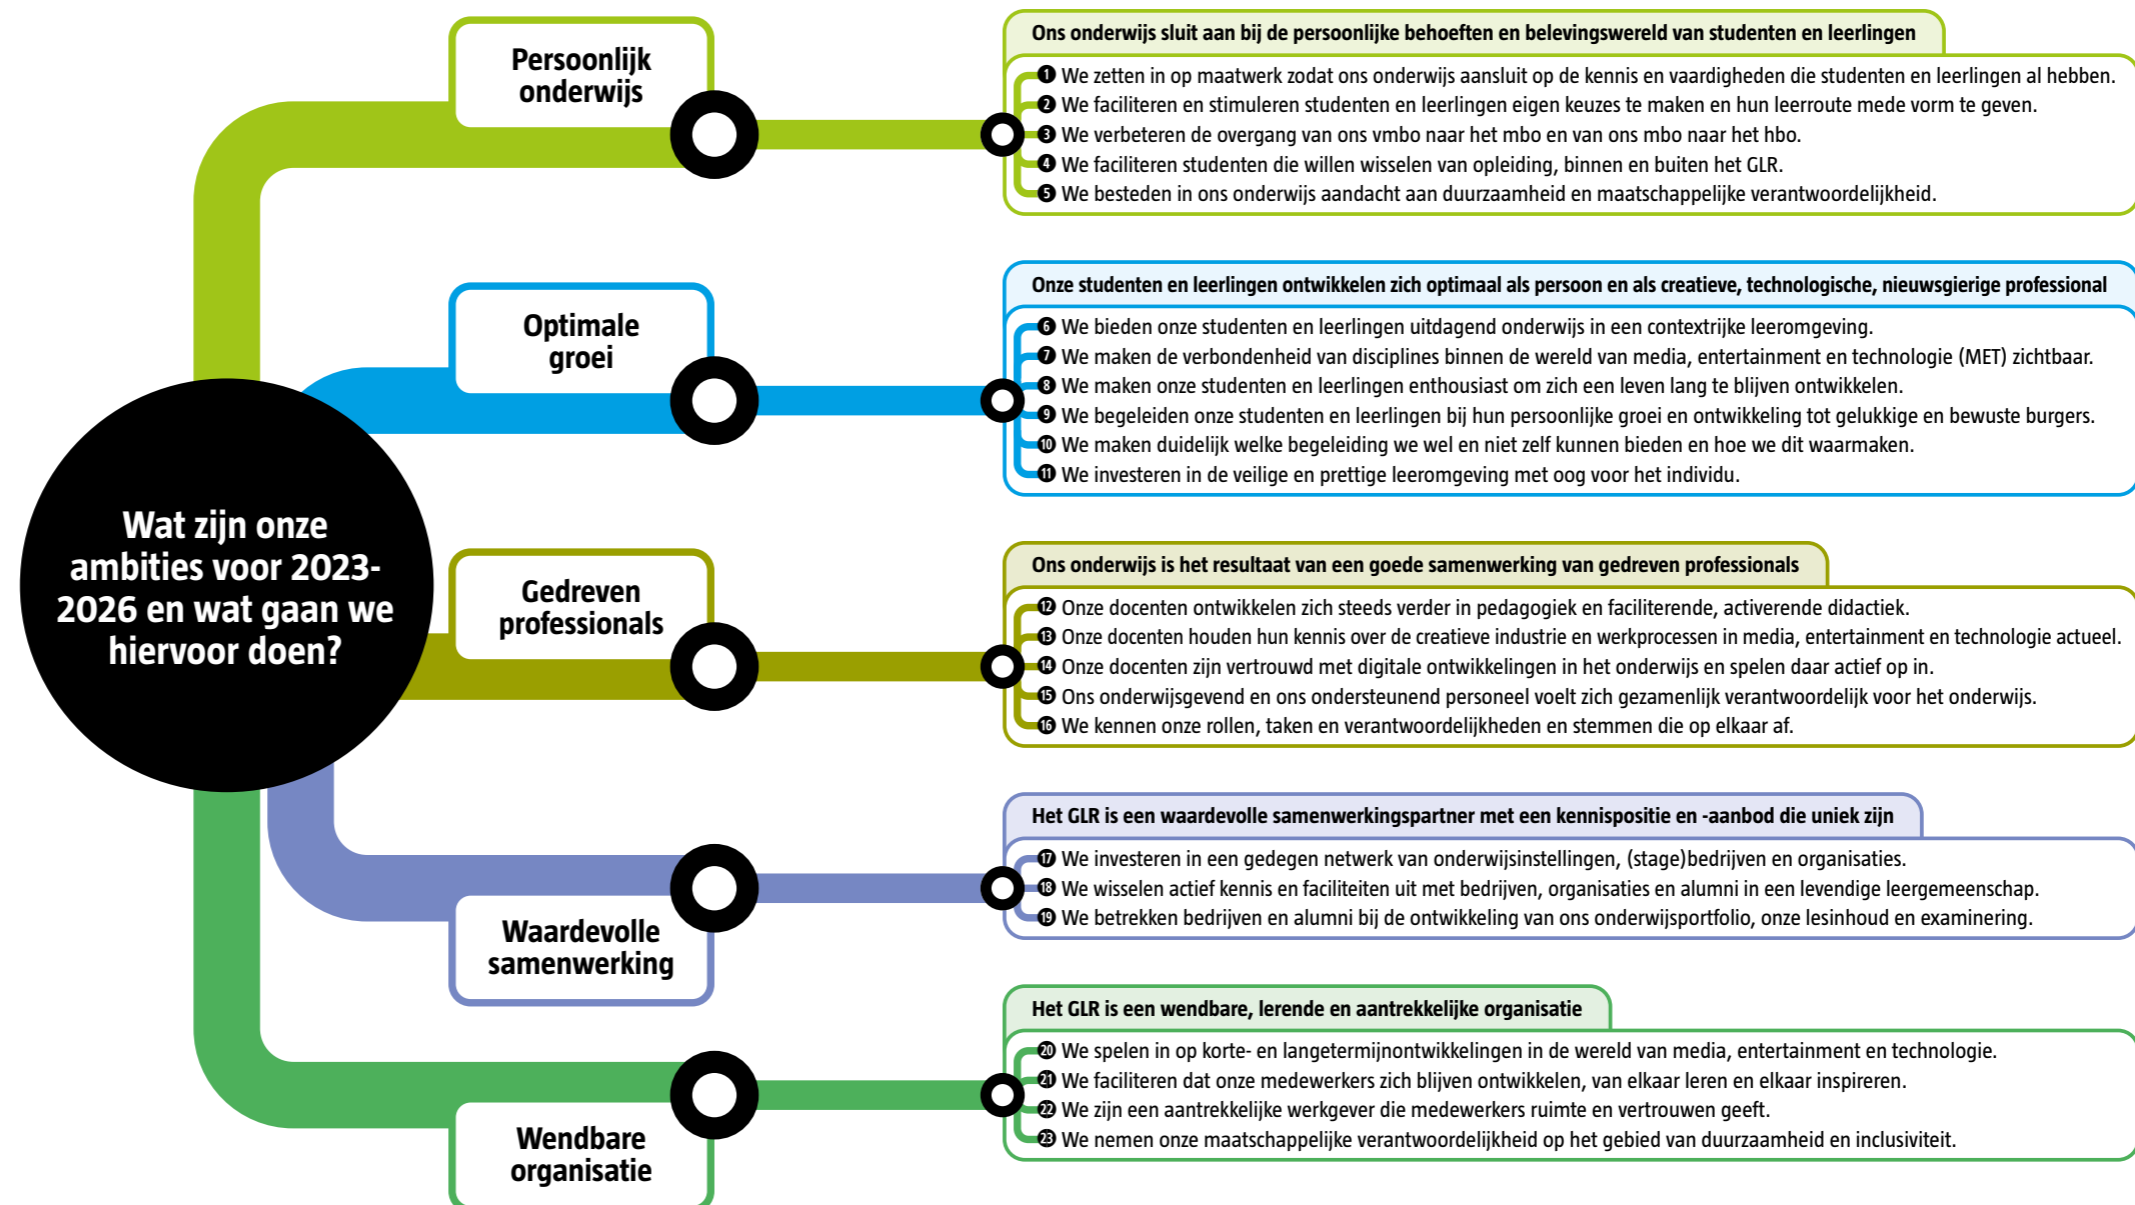 Wat zijn onze
ambities voor 2023-
2026 en wat gaan we
hiervoor doen?
Persoonlijk
onderwijs
Ons onderwijs sluit aan bij de persoonlijke behoeften en belevingswereld van studenten en leerlingen
1 We zetten in op maatwerk zodat ons onderwijs aansluit op de kennis en vaardigheden die studenten en leerlingen al hebben.
2 We faciliteren en stimuleren studenten en leerlingen eigen keuzes te maken en hun leerroute mede vorm te geven.
3 We verbeteren de overgang van ons vmbo naar het mbo en van ons mbo naar het hbo.
4 We faciliteren studenten die willen wisselen van opleiding, binnen en buiten het GLR.
5 We besteden in ons onderwijs aandacht aan duurzaamheid en maatschappelijke verantwoordelijkheid.
Optimale
groei
Onze studenten en leerlingen ontwikkelen zich optimaal als persoon en als creatieve, technologische, nieuwsgierige professional
6 We bieden onze studenten en leerlingen uitdagend onderwijs in een contextrijke leeromgeving.
7 We maken de verbondenheid van disciplines binnen de wereld van media, entertainment en technologie (MET) zichtbaar.
8 We maken onze studenten en leerlingen enthousiast om zich een leven lang te blijven ontwikkelen.
9 We begeleiden onze studenten en leerlingen bij hun persoonlijke groei en ontwikkeling tot gelukkige en bewuste burgers.
10 We maken duidelijk welke begeleiding we wel en niet zelf kunnen bieden en hoe we dit waarmaken.
11 We investeren in de veilige en prettige leeromgeving met oog voor het individu.
Gedreven
professionals
Ons onderwijs is het resultaat van een goede samenwerking van gedreven professionals
12 Onze docenten ontwikkelen zich steeds verder in pedagogiek en faciliterende, activerende didactiek.
13 Onze docenten houden hun kennis over de creatieve industrie en werkprocessen in media, entertainment en technologie actueel.
14 Onze docenten zijn vertrouwd met digitale ontwikkelingen in het onderwijs en spelen daar actief op in.
15 Ons onderwijsgevend en ons ondersteunend personeel voelt zich gezamenlijk verantwoordelijk voor het onderwijs.
16 We kennen onze rollen, taken en verantwoordelijkheden en stemmen die op elkaar af.
Waardevolle
samenwerking
Het GLR is een waardevolle samenwerkingspartner met een kennispositie en -aanbod die uniek zijn
17 We investeren in een gedegen netwerk van onderwijsinstellingen, (stage)bedrijven en organisaties.
18 We wisselen actief kennis en faciliteiten uit met bedrijven, organisaties en alumni in een levendige leergemeenschap.
19 We betrekken bedrijven en alumni bij de ontwikkeling van ons onderwijsportfolio, onze lesinhoud en examinering.
Wendbare
organisatie
Het GLR is een wendbare, lerende en aantrekkelijke organisatie
20 We spelen in op korte- en langetermijnontwikkelingen in de wereld van media, entertainment en technologie.
21 We faciliteren dat onze medewerkers zich blijven ontwikkelen, van elkaar leren en elkaar inspireren.
22 We zijn een aantrekkelijke werkgever die medewerkers ruimte en vertrouwen geeft.
23 We nemen onze maatschappelijke verantwoordelijkheid op het gebied van duurzaamheid en inclusiviteit.